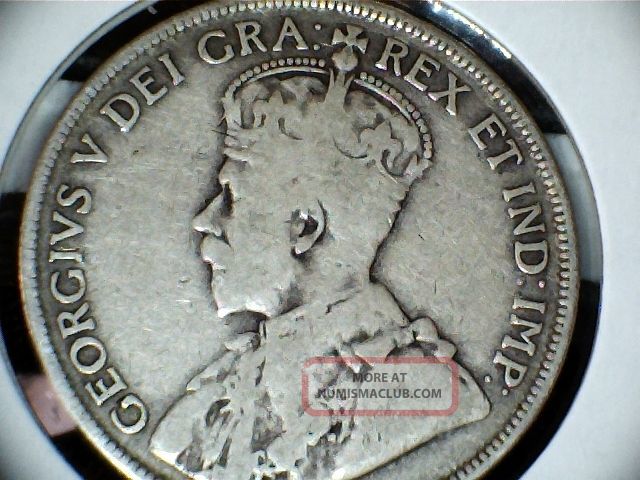 GEORGIVS V DEI GRA: REX ET IND: IMP:
MORE AT
NUMISMACLUB.COM